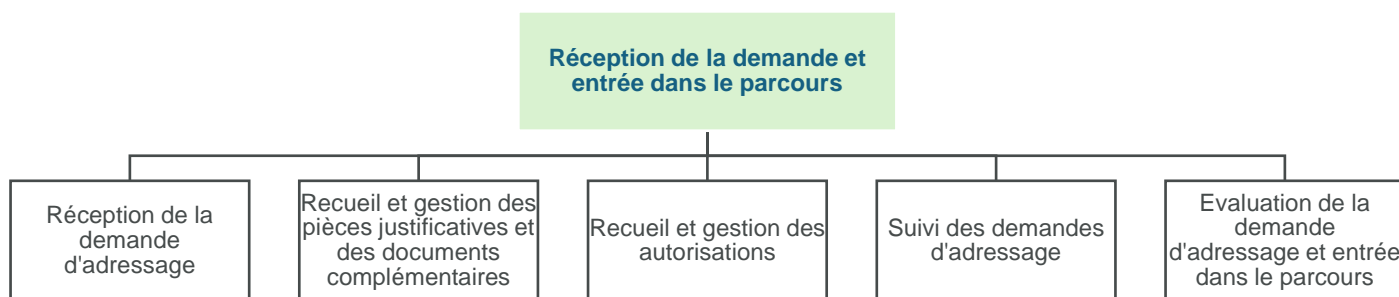 Réception de la demande et
entrée dans le parcours
Réception de la
demande
d'adressage
Recueil et gestion des
pièces justificatives et
des documents
complémentaires
Recueil et gestion des
autorisations
Suivi des demandes
d'adressage
Evaluation de la
demande
d'adressage et entrée
dans le parcours